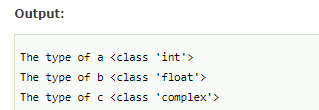 Output:
The type of a <class 'int'>
The type of b <class 'float'>
The type of c <class 'complex'>